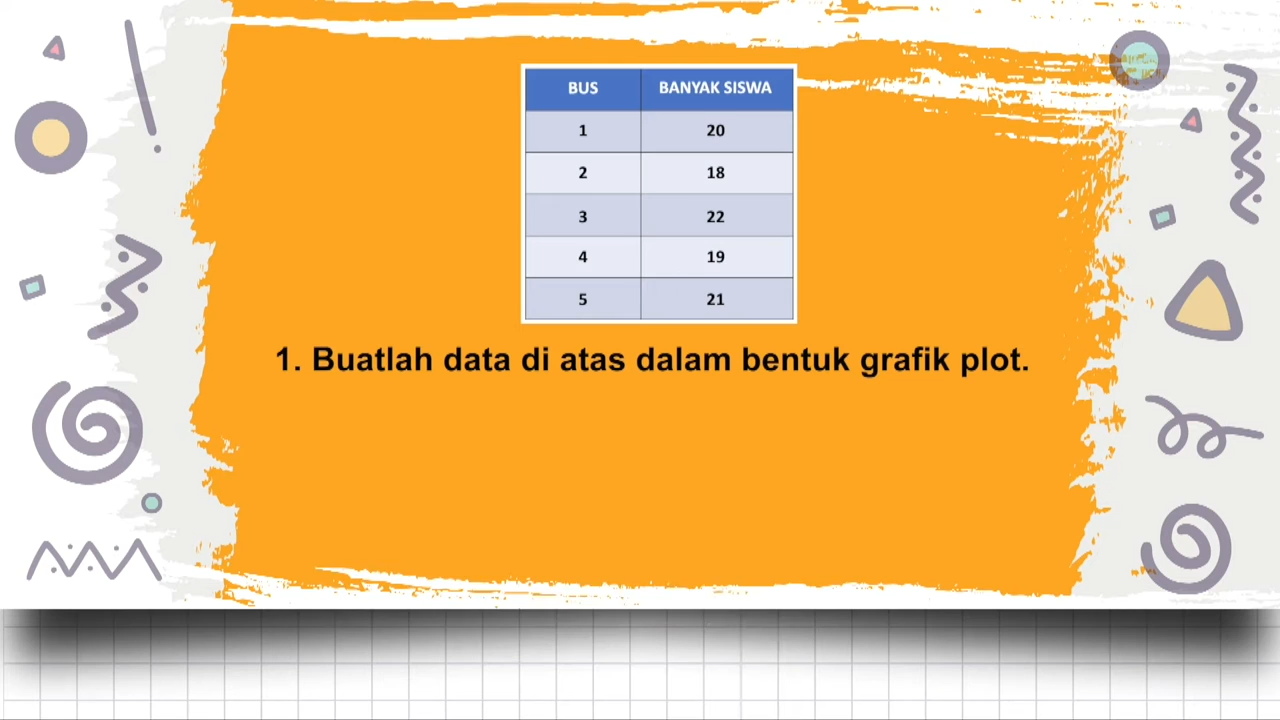 BUS BANYAK SISWA
1 20
2 18
3 22
4 19
5 21
1. Buatlah data di atas dalam bentuk grafik plot.